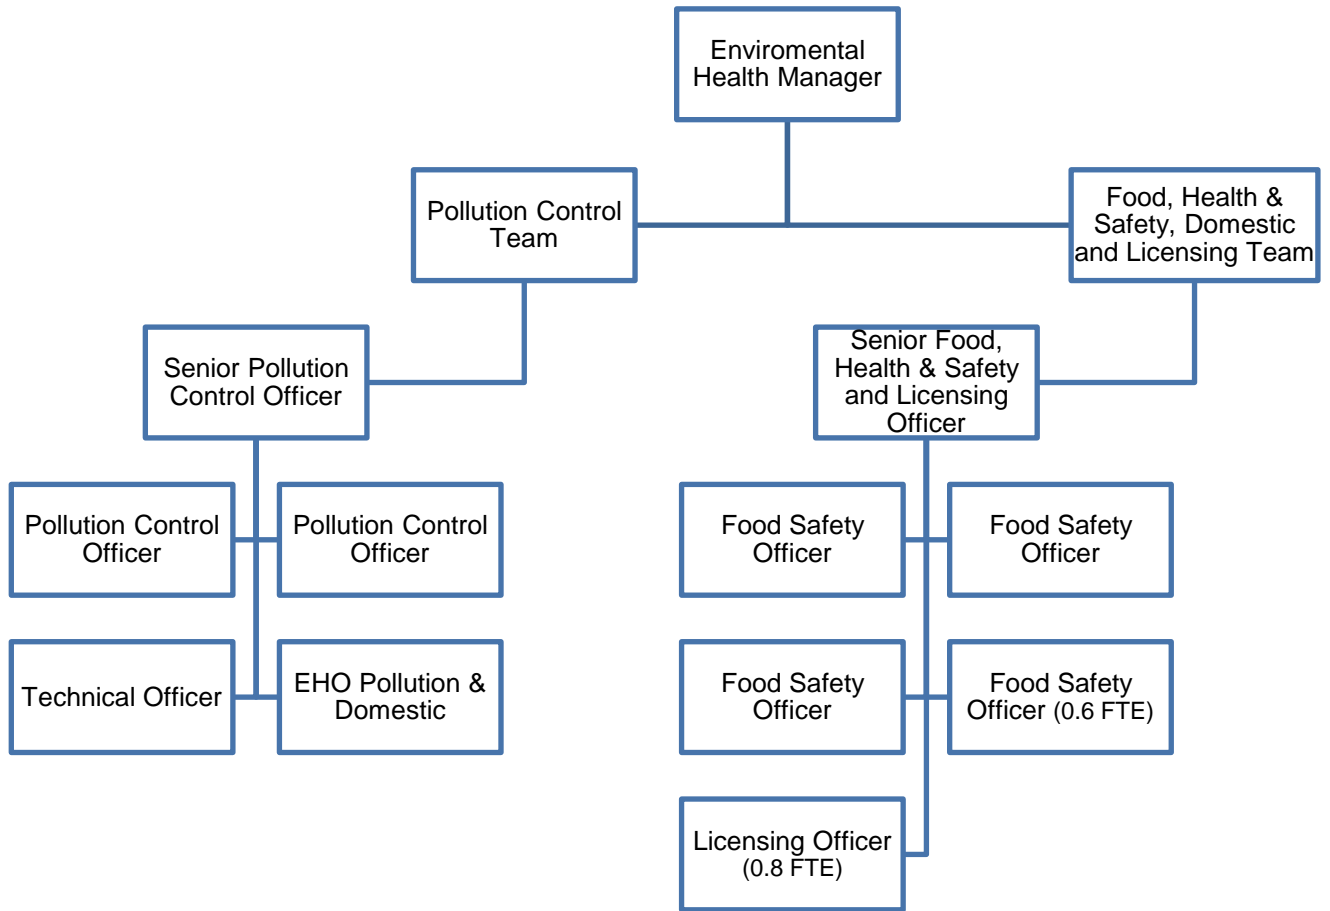 Enviromental
Health Manager
Pollution Control
Team
Food, Health &
Safety, Domestic
and Licensing Team
Senior Pollution
Control Officer
Senior Food,
Health & Safety
and Licensing
Officer
Pollution Control
Officer
Pollution Control
Officer
Food Safety
Officer
Food Safety
Officer
Technical Officer
EHO Pollution &
Domestic
Food Safety
Officer
Food Safety
Officer (0.6 FTE)
Licensing Officer
(0.8 FTE)